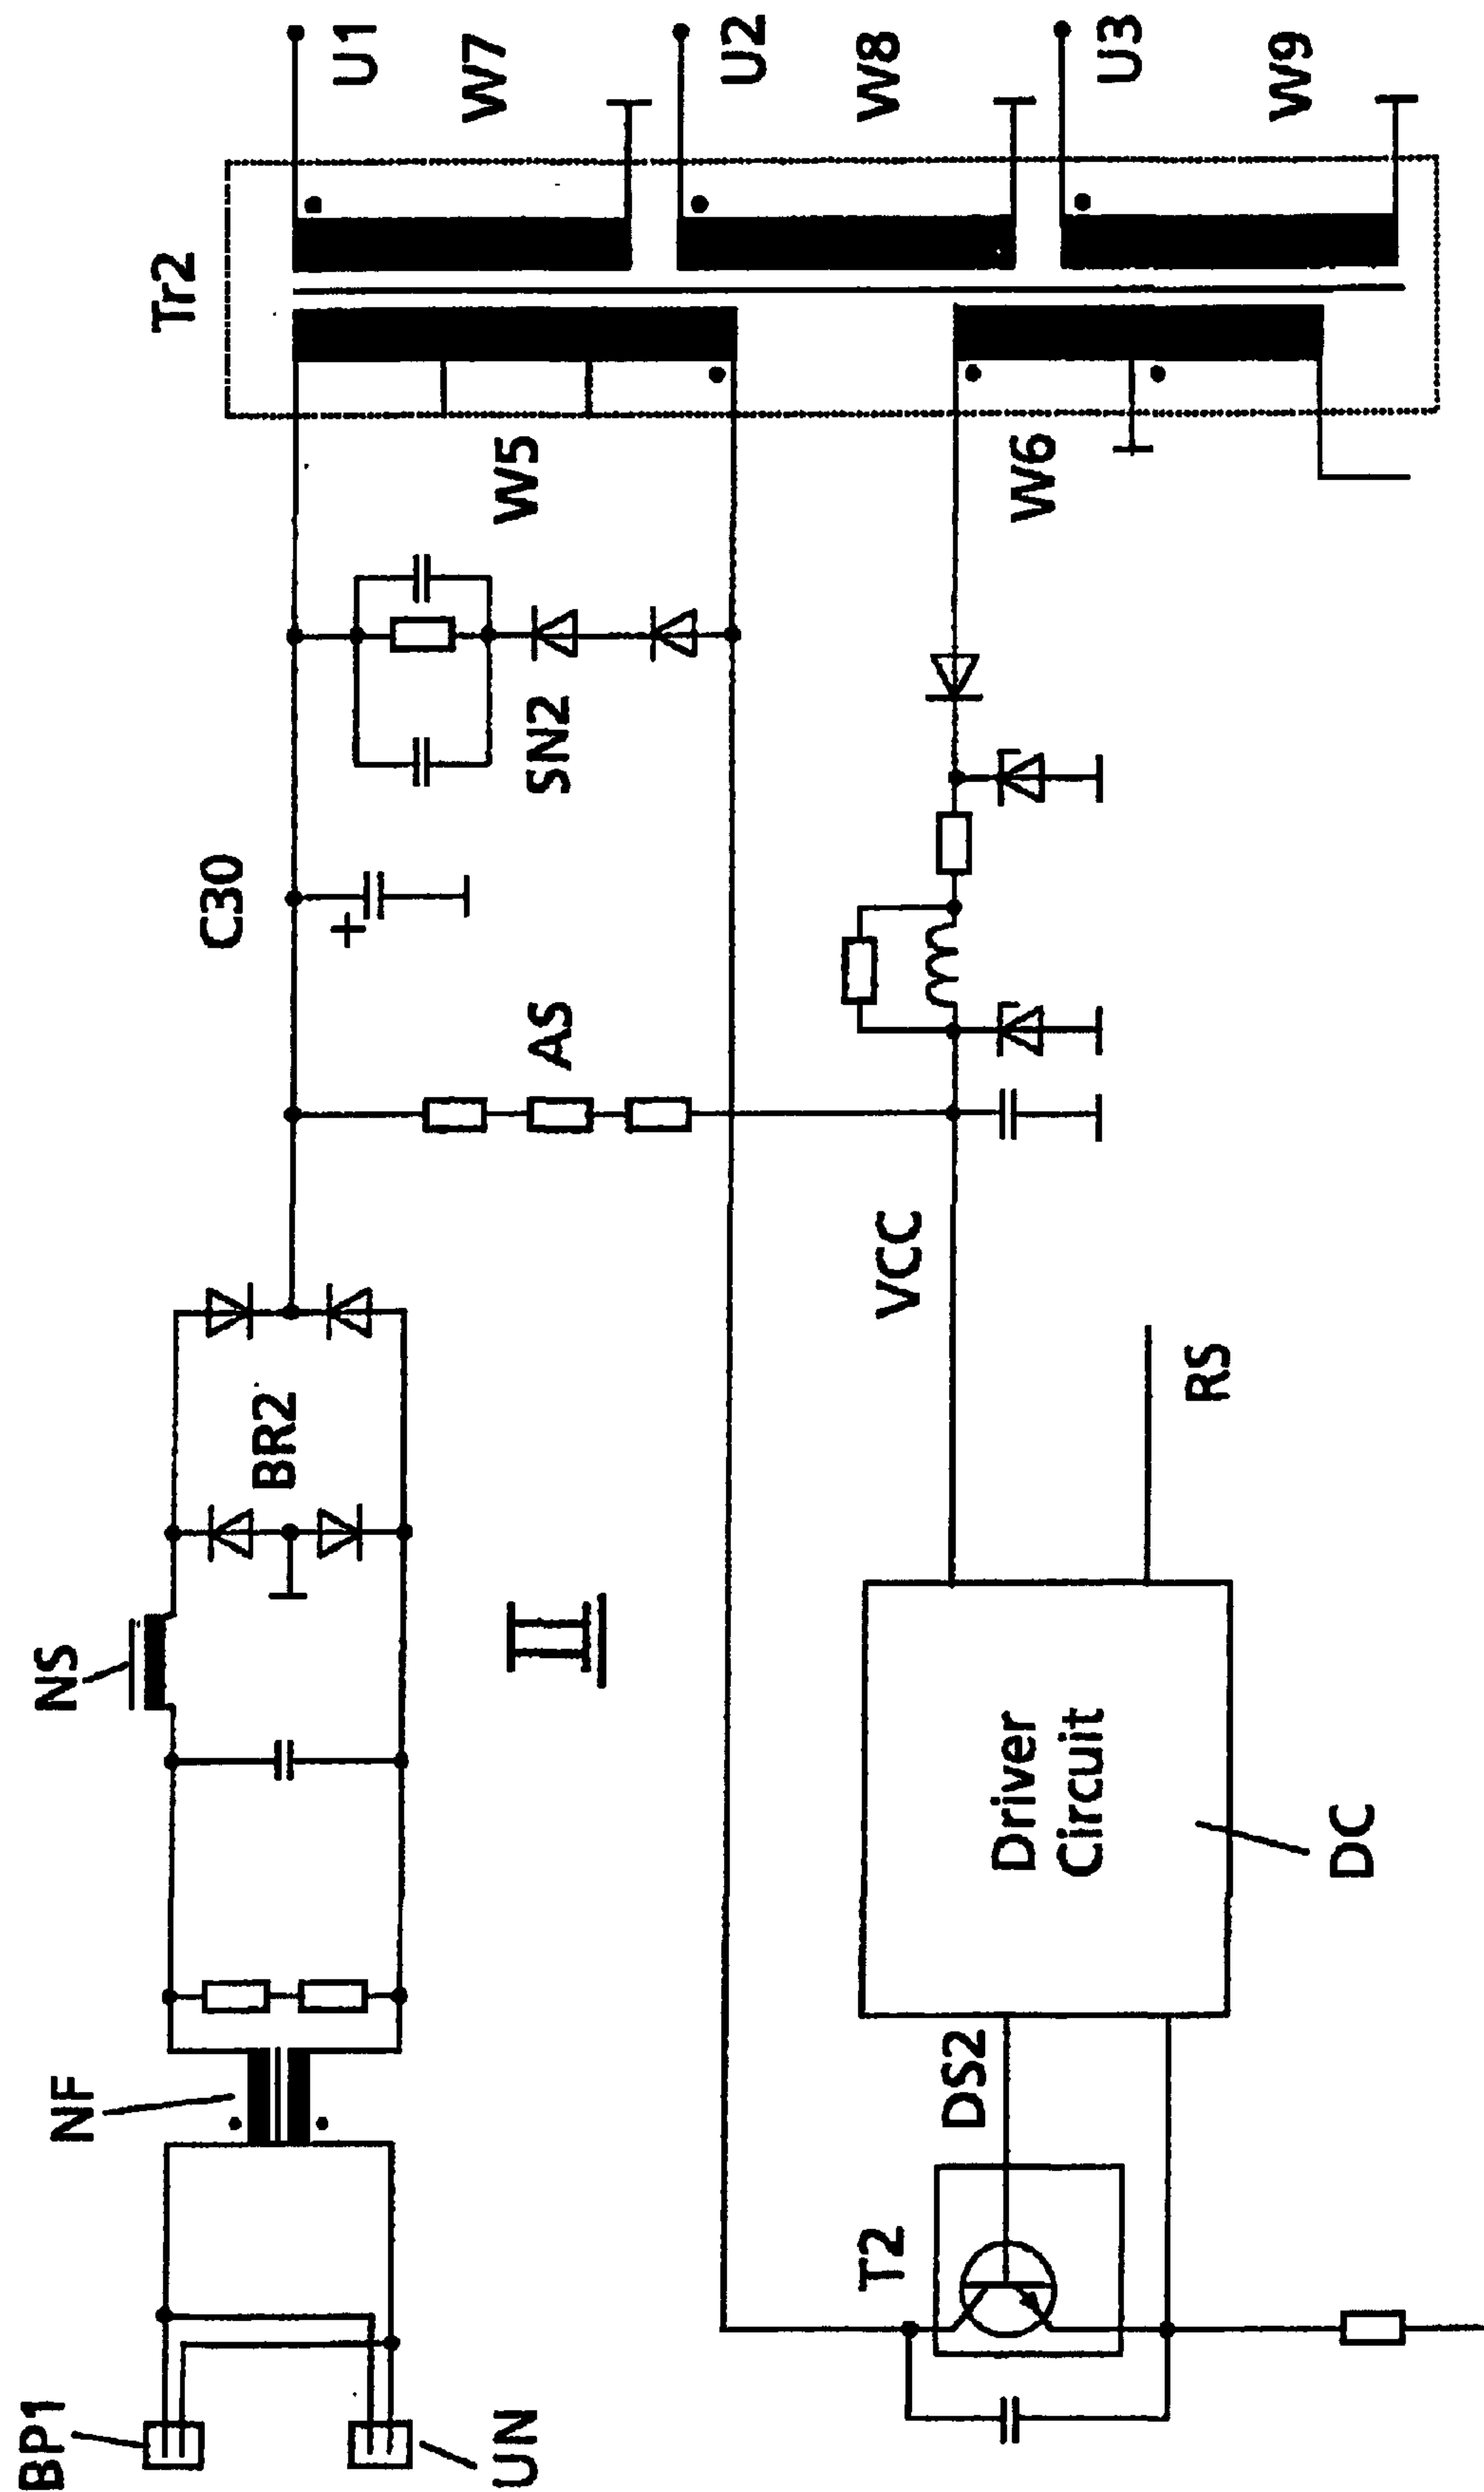 BP1
UN
NF
NS
BR2
II
C30
AS
SN2
Tr2
W5
U1
W7
U2
W8
U3
W9
W6
VCC
RS
Driver
Circuit
DC
DS2
T2
+